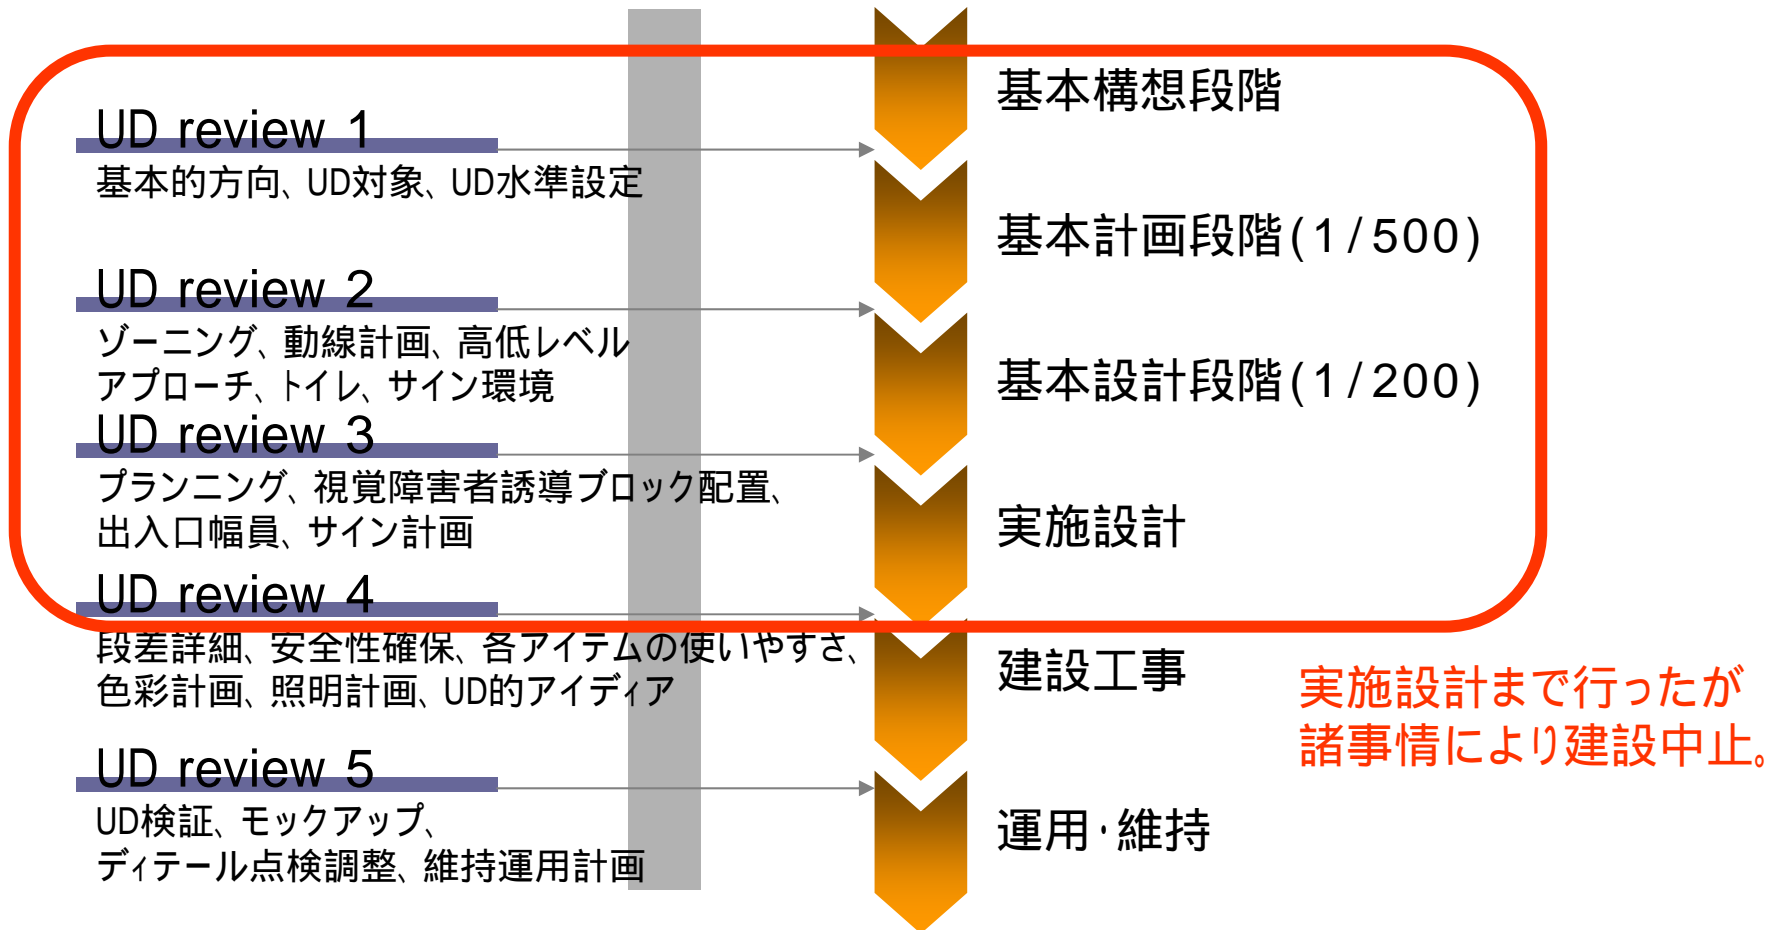 基本構想段階
UD review 1
基本的方向、UD対象、UD水準設定
基本計画段階(1/500)
UD review 2
ゾーニング、動線計画、高低レベル
アプローチ、トイレ、サイン環境
基本設計段階(1/200)
UD review 3
プランニング、視覚障害者誘導ブロック配置、
出入口幅員、サイン計画
実施設計
UD review 4
段差詳細、安全性確保、各アイテムの使いやすさ、
色彩計画、照明計画、UD的アイディア
建設工事
実施設計まで行ったが
諸事情により建設中止。
UD review 5
UD検証、モックアップ、
ディテール点検調整、維持運用計画
運用・維持